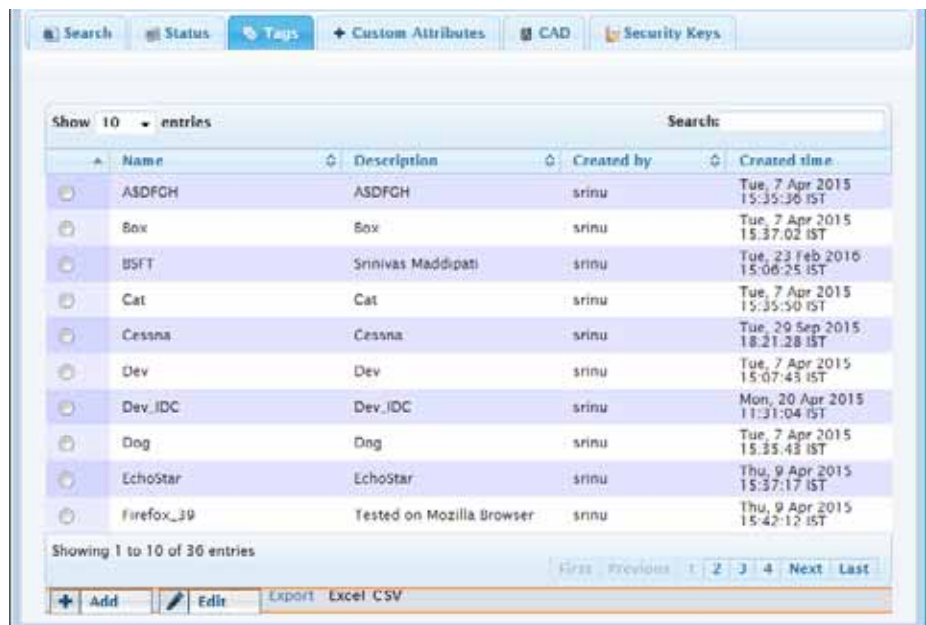 Search Status Tags Custom Attributes CAD Security Keys
Show 10 entries Search:
Name Description Created by Created time
ASDFGH ASDFGH srinu Tue, 7 Apr 2015 15:35:36 IST
Box Box srinu Tue, 7 Apr 2015 15:37:02 IST
BSFT Srinivas Maddipati srinu Tue, 23 Feb 2016 15:06:25 IST
Cat Cat srinu Tue, 7 Apr 2015 15:35:50 IST
Cessna Cessna srinu Tue, 29 Sep 2015 18:21:28 IST
Dev Dev srinu Tue, 7 Apr 2015 15:07:43 IST
Dev_IDC Dev_IDC srinu Mon, 20 Apr 2015 11:31:04 IST
Dog Dog srinu Tue, 7 Apr 2015 15:35:43 IST
EchoStar EchoStar srinu Thu, 9 Apr 2015 15:37:17 IST
Firefox_39 Tested on Mozilla Browser srinu Thu, 9 Apr 2015 15:42:12 IST
Showing 1 to 10 of 36 entries
First Previous 1 2 3 4 Next Last
Add Edit Export Excel CSV